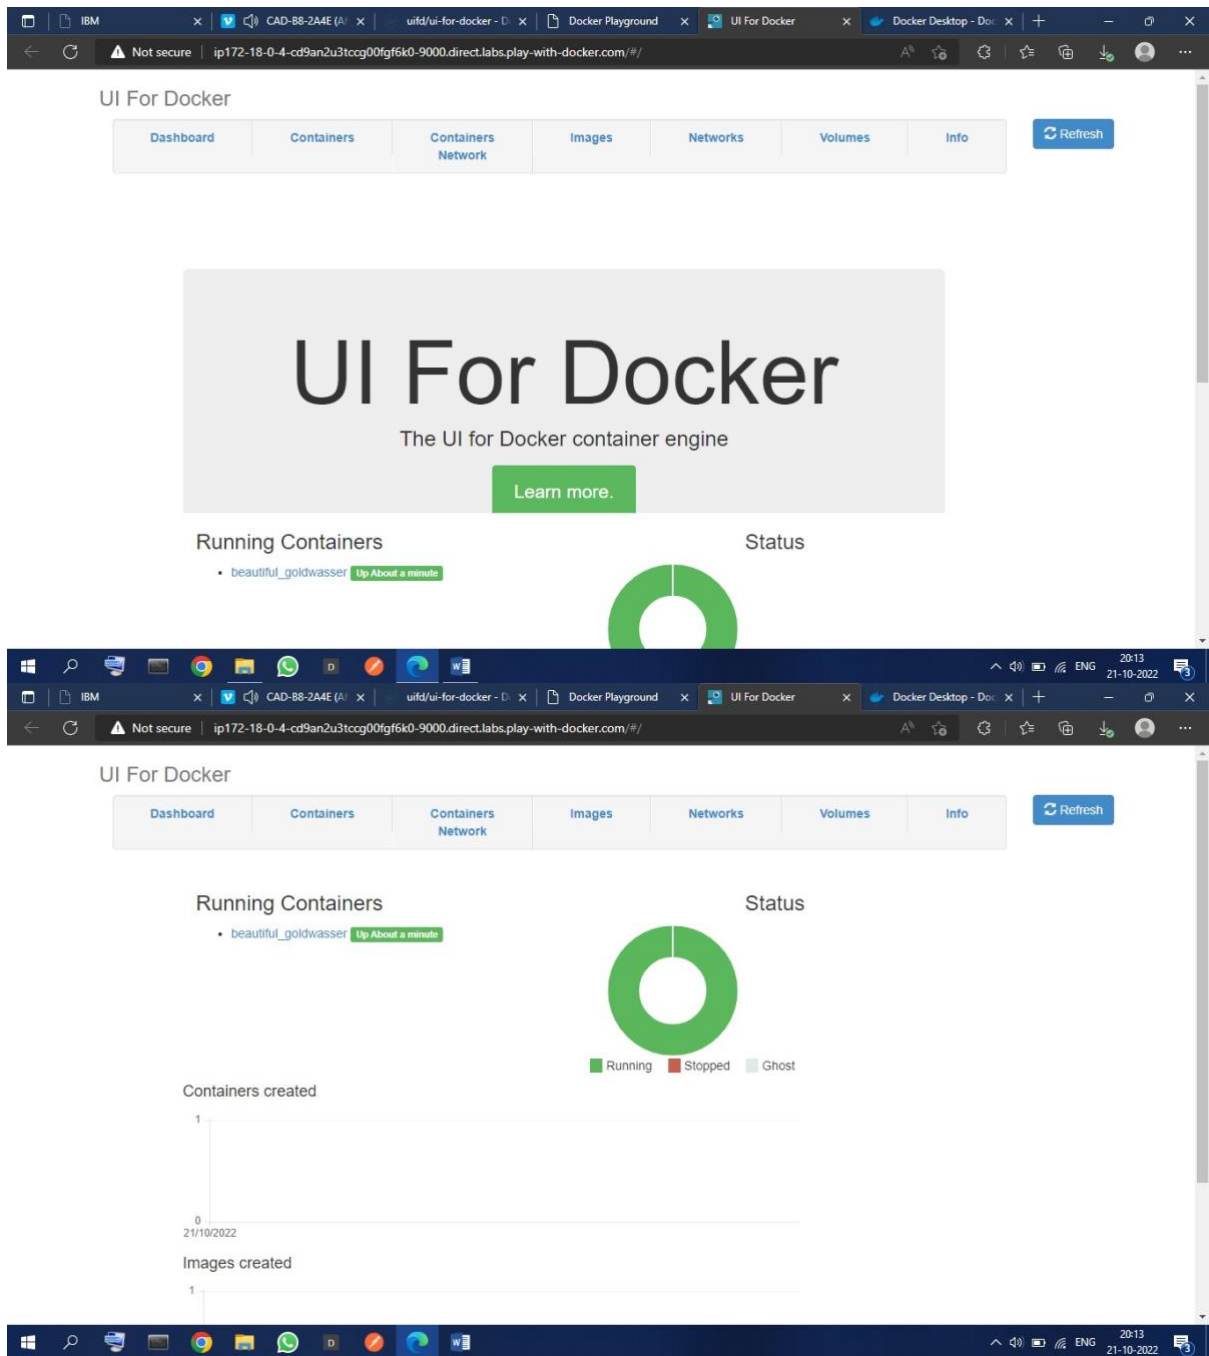 IBM
CAD-B8-2A4E (A
uifd/ui-for-docker - D
Docker Playground
UI For Docker
Docker Desktop - Doc
Not secure | ip172-18-0-4-cd9an2u3tccg00fgf6k0-9000.direct.labs.play-with-docker.com/#/
UI For Docker
Dashboard
Containers
Containers
Network
Images
Networks
Volumes
Info
Refresh
UI For Docker
The UI for Docker container engine
Learn more.
Running Containers
Status
beautiful_goldwasser Up About a minute
ENG
20:13
21-10-2022
3
IBM
CAD-B8-2A4E (A
uifd/ui-for-docker - D
Docker Playground
UI For Docker
Docker Desktop - Doc
Not secure | ip172-18-0-4-cd9an2u3tccg00fgf6k0-9000.direct.labs.play-with-docker.com/#/
UI For Docker
Dashboard
Containers
Containers
Network
Images
Networks
Volumes
Info
Refresh
Running Containers
Status
beautiful_goldwasser Up About a minute
Running Stopped Ghost
Containers created
1
0
21/10/2022
Images created
1
ENG
20:13
21-10-2022
3